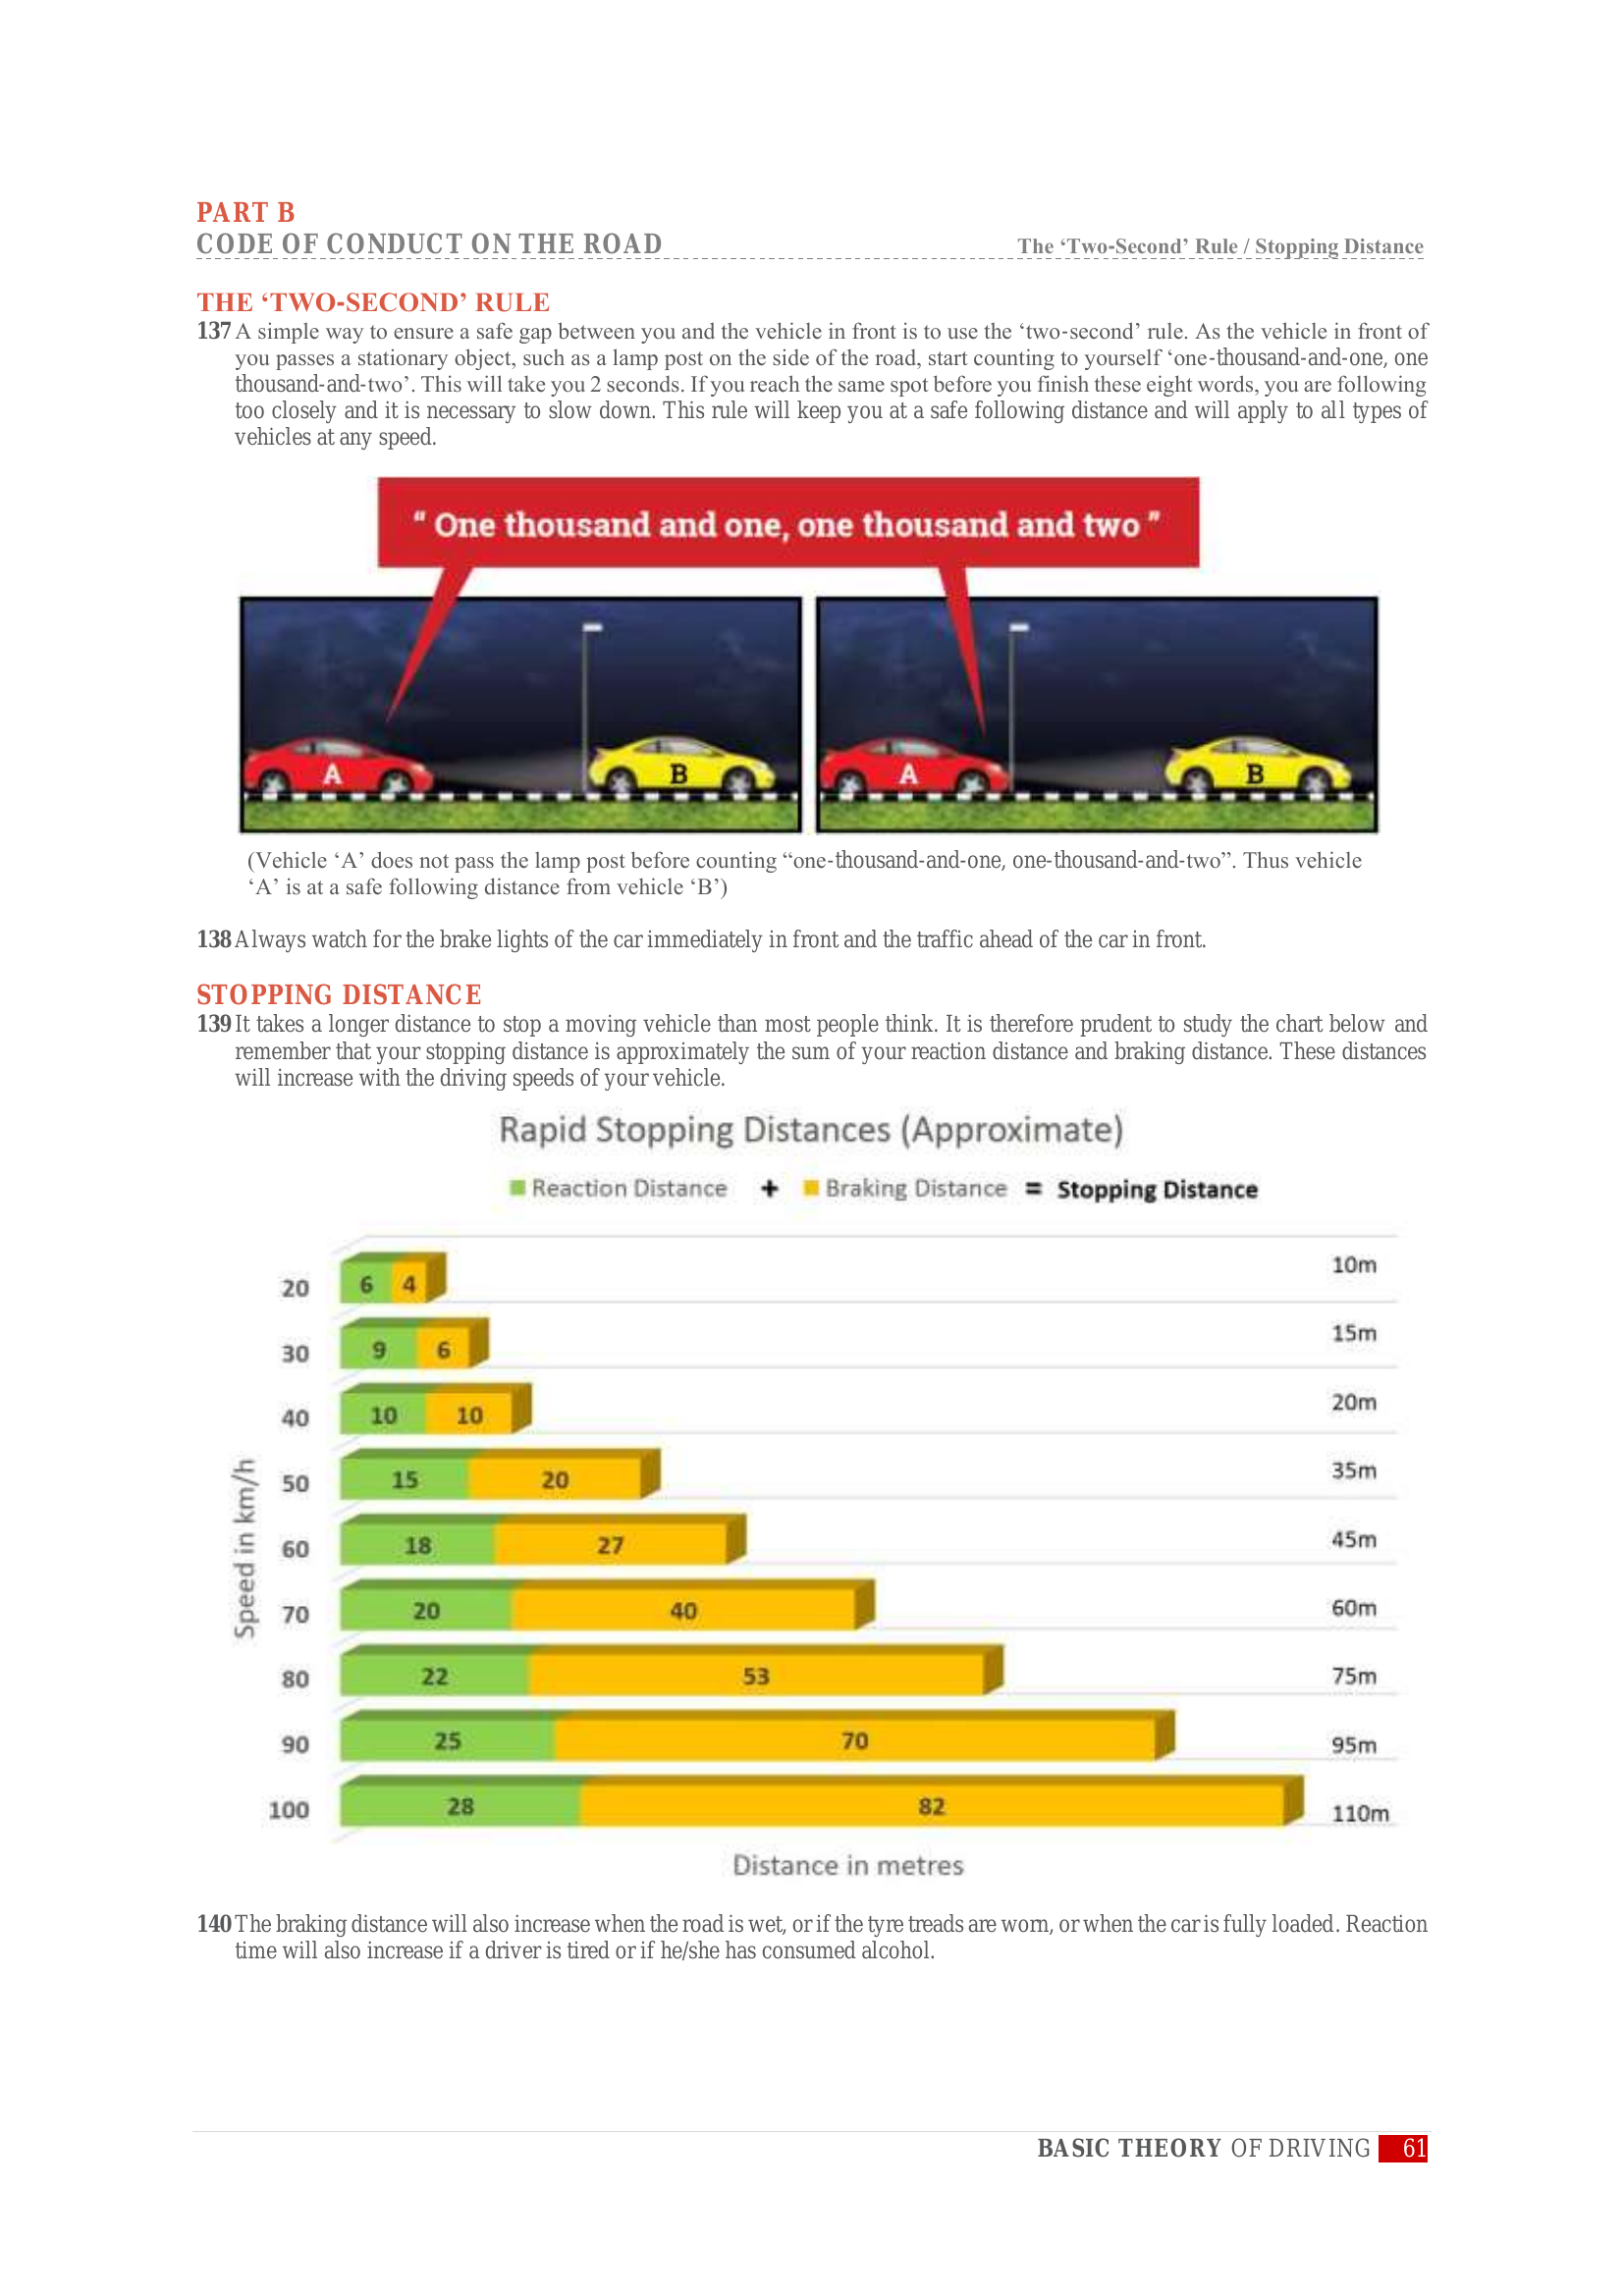 PART B
CODE OF CONDUCT ON THE ROAD
The ‘Two-Second’ Rule / Stopping Distance
THE ‘TWO-SECOND’ RULE
137 A simple way to ensure a safe gap between you and the vehicle in front is to use the ‘two-second’ rule. As the vehicle in front of
you passes a stationary object, such as a lamp post on the side of the road, start counting to yourself ‘one-thousand-and-one, one
thousand-and-two’. This will take you 2 seconds. If you reach the same spot before you finish these eight words, you are following
too closely and it is necessary to slow down. This rule will keep you at a safe following distance and will apply to all types of
vehicles at any speed.
“ One thousand and one, one thousand and two ”
A B A B
(Vehicle ‘A’ does not pass the lamp post before counting “one-thousand-and-one, one-thousand-and-two”. Thus vehicle
‘A’ is at a safe following distance from vehicle ‘B’)
138 Always watch for the brake lights of the car immediately in front and the traffic ahead of the car in front.
STOPPING DISTANCE
139 It takes a longer distance to stop a moving vehicle than most people think. It is therefore prudent to study the chart below and
remember that your stopping distance is approximately the sum of your reaction distance and braking distance. These distances
will increase with the driving speeds of your vehicle.
Rapid Stopping Distances (Approximate)
Reaction Distance + Braking Distance = Stopping Distance
20 6 4 10m
30 9 6 15m
40 10 10 20m
50 15 20 35m
60 18 27 45m
70 20 40 60m
80 22 53 75m
90 25 70 95m
100 28 82 110m
Speed in km/h
Distance in metres
140 The braking distance will also increase when the road is wet, or if the tyre treads are worn, or when the car is fully loaded. Reaction
time will also increase if a driver is tired or if he/she has consumed alcohol.
BASIC THEORY OF DRIVING 61